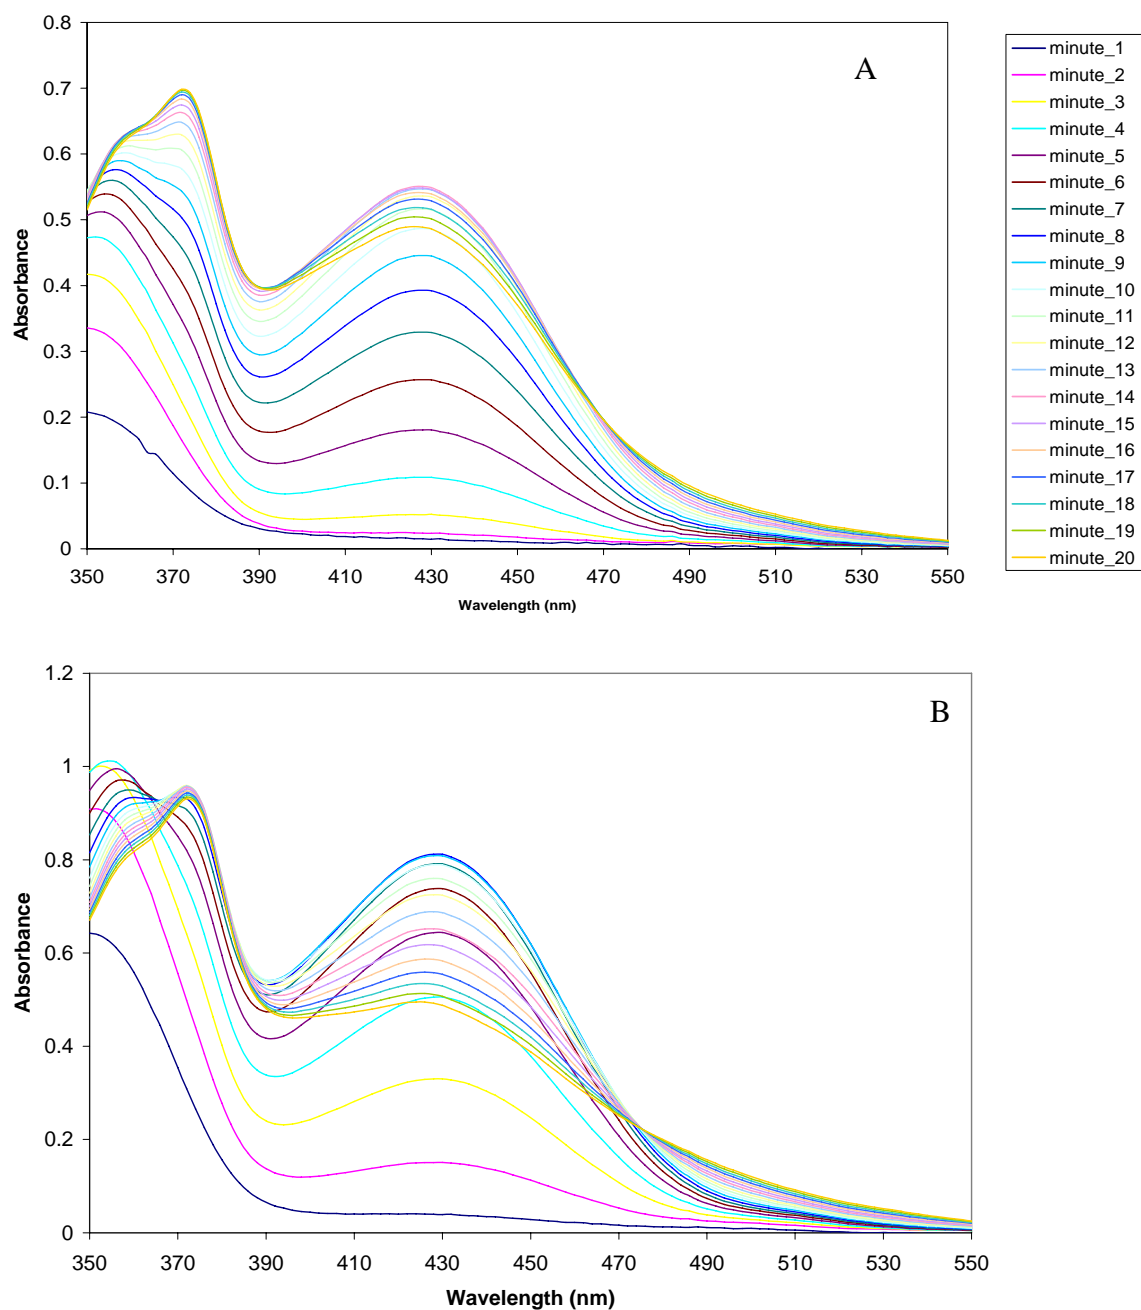 A
0.8
0.7
0.6
0.5
0.4
0.3
0.2
0.1
0
Absorbance
350 370 390 410 430 450 470 490 510 530 550
Wavelength (nm)
minute_1
minute_2
minute_3
minute_4
minute_5
minute_6
minute_7
minute_8
minute_9
minute_10
minute_11
minute_12
minute_13
minute_14
minute_15
minute_16
minute_17
minute_18
minute_19
minute_20
B
1.2
1
0.8
0.6
0.4
0.2
0
Absorbance
350 370 390 410 430 450 470 490 510 530 550
Wavelength (nm)